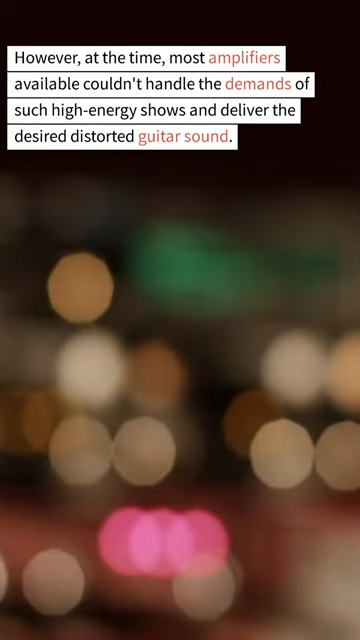 However, at the time, most amplifiers
available couldn't handle the demands of
such high-energy shows and deliver the
desired distorted guitar sound.